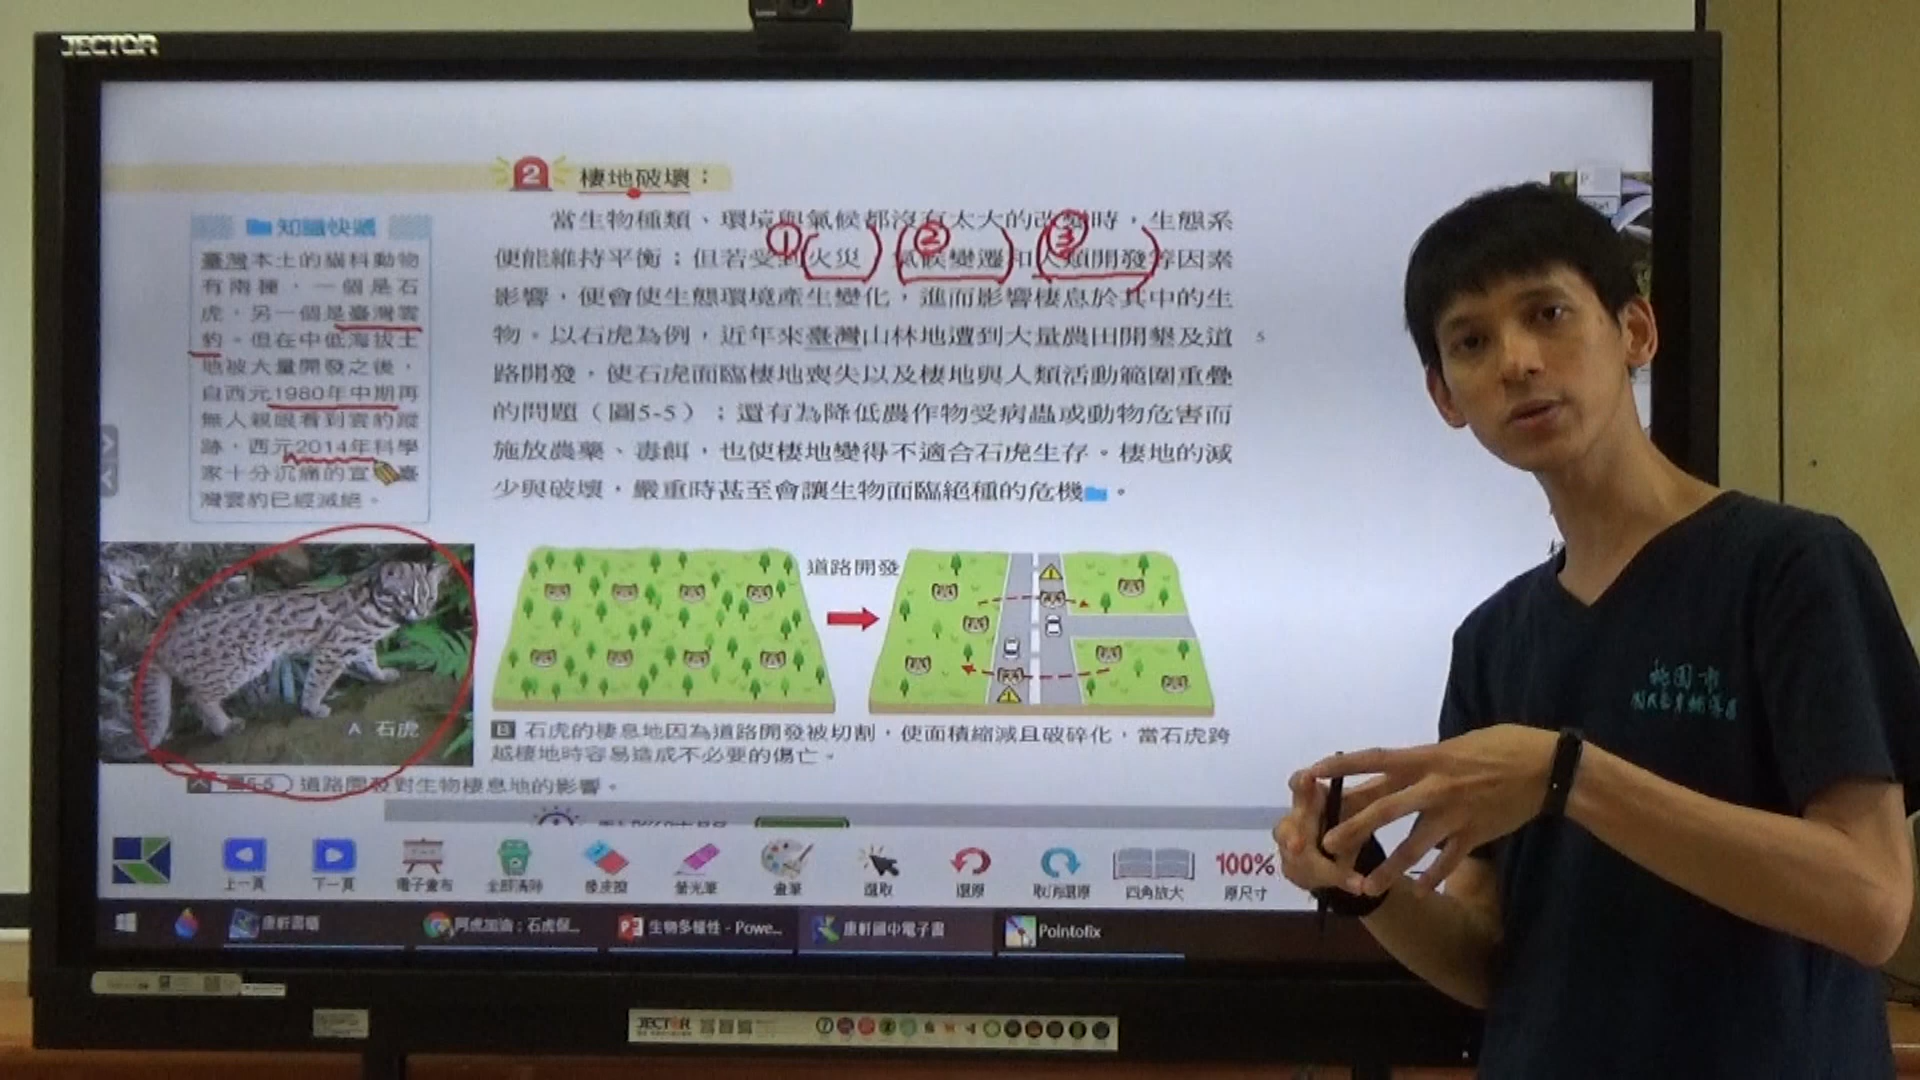 JECTOR
2 棲地破壞：
當生物種類、環境與氣候都沒有太大的改變時，生態系
① ② ③
便能維持平衡；但若受到火災、氣候變遷和人類開發等因素
影響，便會使生態環境產生變化，進而影響棲息於其中的生
物。以石虎為例，近年來臺灣山林地遭到大量農田開墾及道
5
路開發，使石虎面臨棲地喪失以及棲地與人類活動範圍重疊
的問題（圖5-5）；還有為降低農作物受病蟲或動物危害而
施放農藥、毒餌，也使棲地變得不適合石虎生存。棲地的減
少與破壞，嚴重時甚至會讓生物面臨絕種的危機。
知識快遞
臺灣本土的貓科動物
有兩種，一個是石
虎，另一個是臺灣雲
豹。但在中低海拔土
地被大量開發之後，
自西元1980年中期再
無人親眼看到雲豹蹤
跡，西元2014年科學
家十分沉痛的宣 臺
灣雲豹已經滅絕。
A 石虎
道路開發
B 石虎的棲息地因為道路開發被切割，使面積縮減且破碎化，當石虎跨
越棲地時容易造成不必要的傷亡。
圖5-5 道路開發對生物棲息地的影響。
上一頁 下一頁 電子畫布 全部清除 橡皮擦 螢光筆 畫筆 選取 還原 取消還原 四角放大 100% 原尺寸
康軒書櫃 阿虎加油：石虎保... 生物多樣性 - Powe... 康軒國中電子書 Pointofix
JECTOR
桃園市